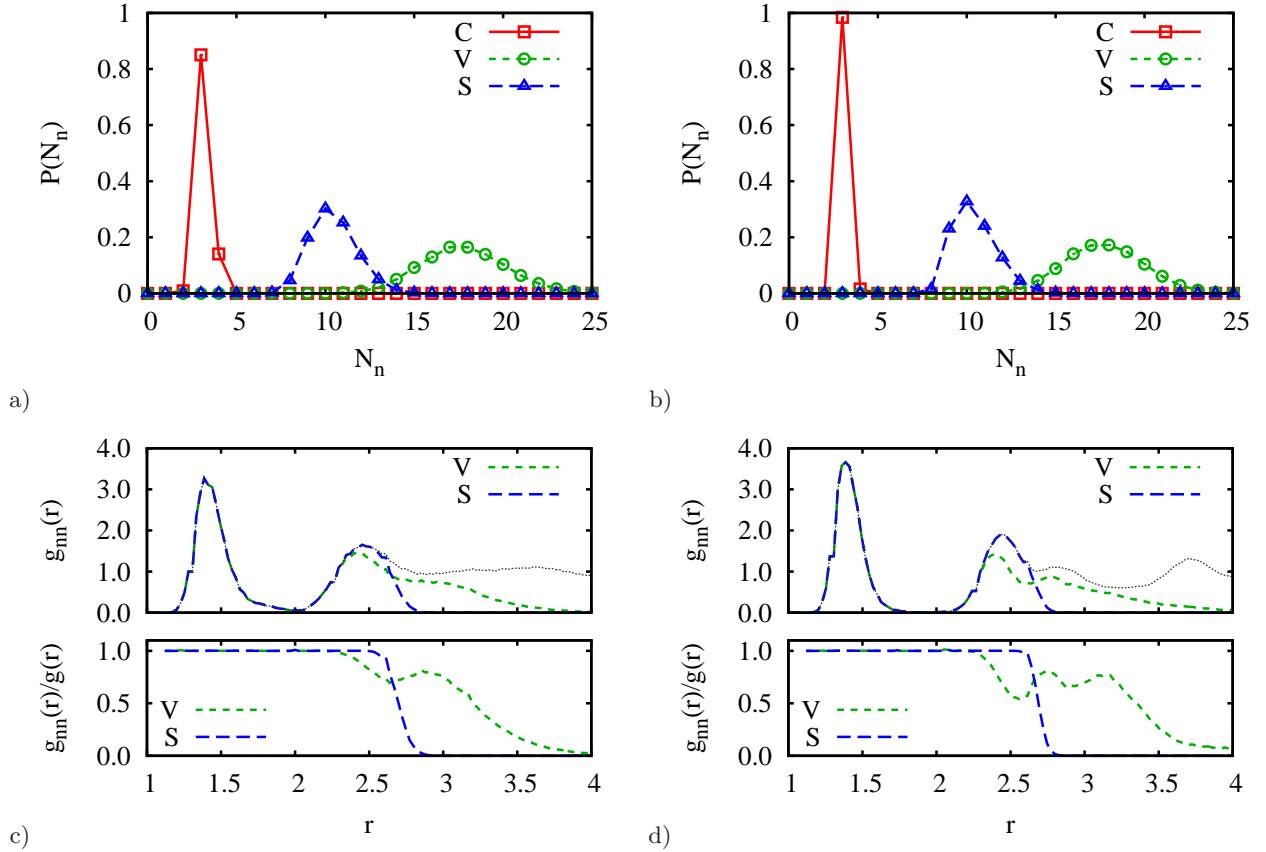 C
V
S
P(N_n)
1
0.8
0.6
0.4
0.2
0
0 5 10 15 20 25
N_n
a)
C
V
S
P(N_n)
1
0.8
0.6
0.4
0.2
0
0 5 10 15 20 25
N_n
b)
V
S
g_nn(r)
4.0
3.0
2.0
1.0
0.0
g_nn(r)/g(r)
1.0
0.5
0.0
V
S
1 1.5 2 2.5 3 3.5 4
r
c)
V
S
g_nn(r)
4.0
3.0
2.0
1.0
0.0
g_nn(r)/g(r)
1.0
0.5
0.0
V
S
1 1.5 2 2.5 3 3.5 4
r
d)